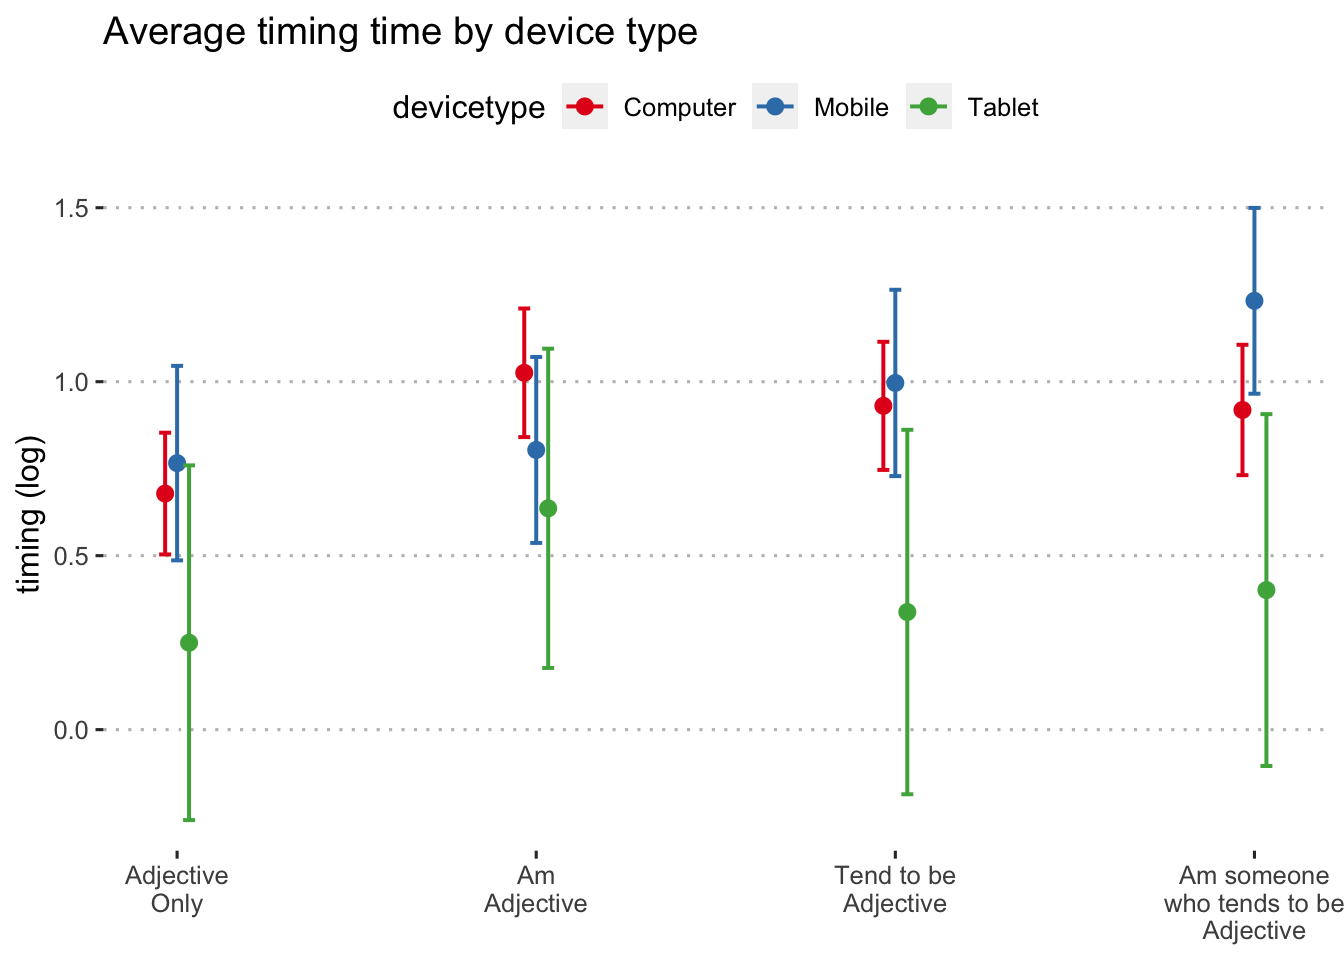 Average timing time by device type
devicetype Computer Mobile Tablet
1.5
1.0
0.5
0.0
timing (log)
Adjective
Only
Am
Adjective
Tend to be
Adjective
Am someone
who tends to be
Adjective